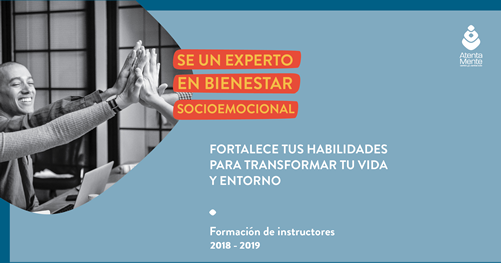 Atenta
Mente
SE UN EXPERTO
EN BIENESTAR
SOCIOEMOCIONAL
FORTALECE TUS HABILIDADES
PARA TRANSFORMAR TU VIDA
Y ENTORNO
Formación de instructores
2018 - 2019